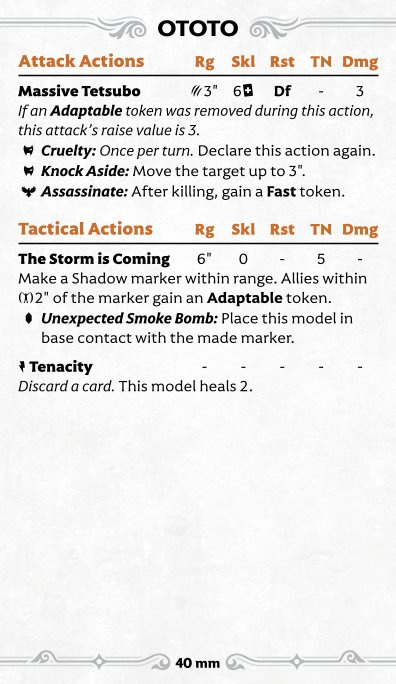 OTOTO
Attack Actions Rg Skl Rst TN Dmg
Massive Tetsubo 3" 6 Df - 3
If an Adaptable token was removed during this action,
this attack's raise value is 3.
Cruelty: Once per turn. Declare this action again.
Knock Aside: Move the target up to 3".
Assassinate: After killing, gain a Fast token.
Tactical Actions Rg Skl Rst TN Dmg
The Storm is Coming 6" 0 - 5 -
Make a Shadow marker within range. Allies within
2" of the marker gain an Adaptable token.
Unexpected Smoke Bomb: Place this model in
base contact with the made marker.
Tenacity - - - - -
Discard a card. This model heals 2.
40 mm